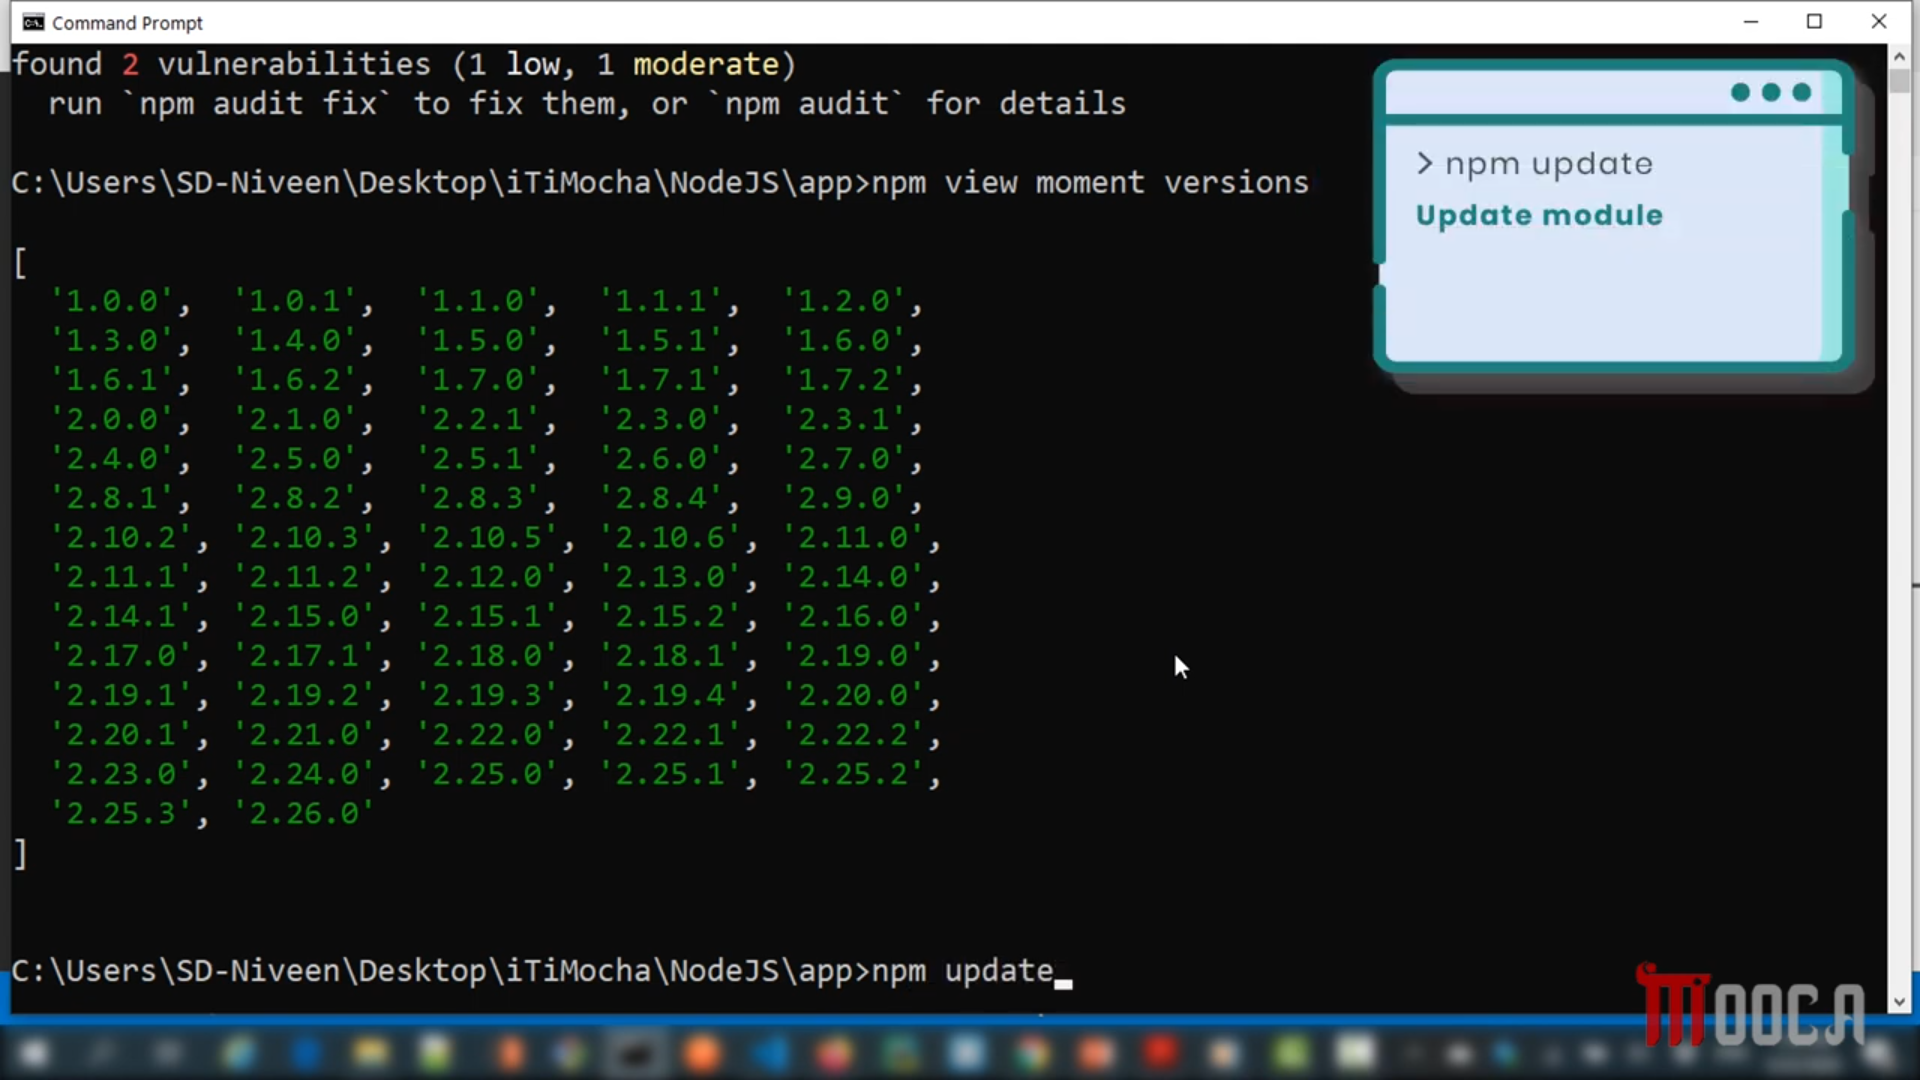 Command Prompt
found 2 vulnerabilities (1 low, 1 moderate)
run `npm audit fix` to fix them, or `npm audit` for details
C:\Users\SD-Niveen\Desktop\iTiMocha\NodeJS\app>npm view moment versions
[
'1.0.0', '1.0.1', '1.1.0', '1.1.1', '1.2.0',
'1.3.0', '1.4.0', '1.5.0', '1.5.1', '1.6.0',
'1.6.1', '1.6.2', '1.7.0', '1.7.1', '1.7.2',
'2.0.0', '2.1.0', '2.2.1', '2.3.0', '2.3.1',
'2.4.0', '2.5.0', '2.5.1', '2.6.0', '2.7.0',
'2.8.1', '2.8.2', '2.8.3', '2.8.4', '2.9.0',
'2.10.2', '2.10.3', '2.10.5', '2.10.6', '2.11.0',
'2.11.1', '2.11.2', '2.12.0', '2.13.0', '2.14.0',
'2.14.1', '2.15.0', '2.15.1', '2.15.2', '2.16.0',
'2.17.0', '2.17.1', '2.18.0', '2.18.1', '2.19.0',
'2.19.1', '2.19.2', '2.19.3', '2.19.4', '2.20.0',
'2.20.1', '2.21.0', '2.22.0', '2.22.1', '2.22.2',
'2.23.0', '2.24.0', '2.25.0', '2.25.1', '2.25.2',
'2.25.3', '2.26.0'
]
C:\Users\SD-Niveen\Desktop\iTiMocha\NodeJS\app>npm update_
> npm update
Update module
MOOCA